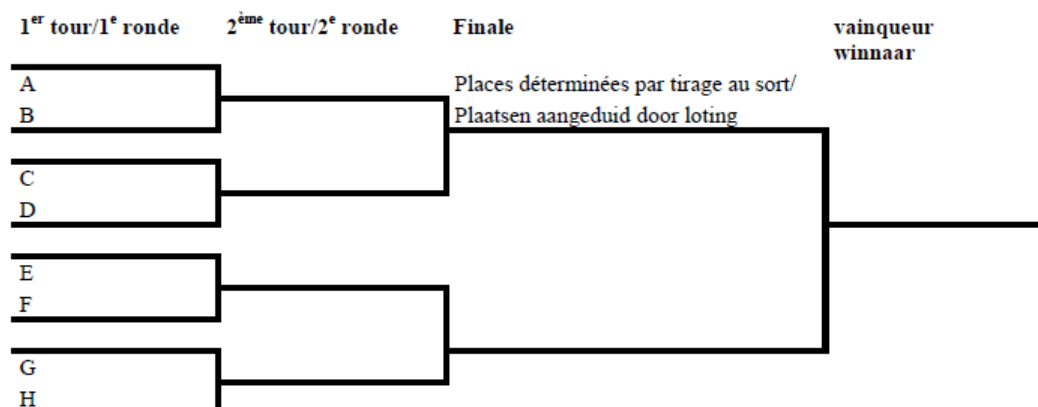 1er tour/1e ronde 2ème tour/2e ronde Finale vainqueur
winnaar
A Places déterminées par tirage au sort/
B Plaatsen aangeduid door loting
C
D
E
F
G
H